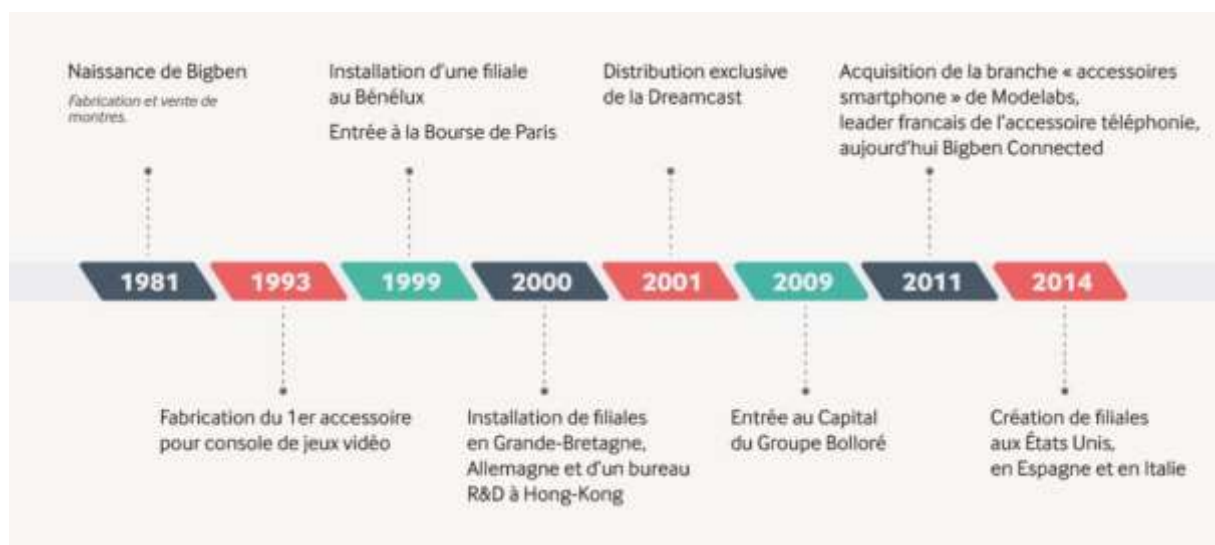 Naissance de Bigben
Fabrication et vente de
montres.
Installation d'une filiale
au Bénélux
Entrée à la Bourse de Paris
Distribution exclusive
de la Dreamcast
Acquisition de la branche « accessoires
smartphone » de Modelabs,
leader francais de l'accessoire téléphonie,
aujourd'hui Bigben Connected
1981
1993
1999
2000
2001
2009
2011
2014
Fabrication du 1er accessoire
pour console de jeux vidéo
Installation de filiales
en Grande-Bretagne,
Allemagne et d'un bureau
R&D à Hong-Kong
Entrée au Capital
du Groupe Bolloré
Création de filiales
aux États Unis,
en Espagne et en Italie